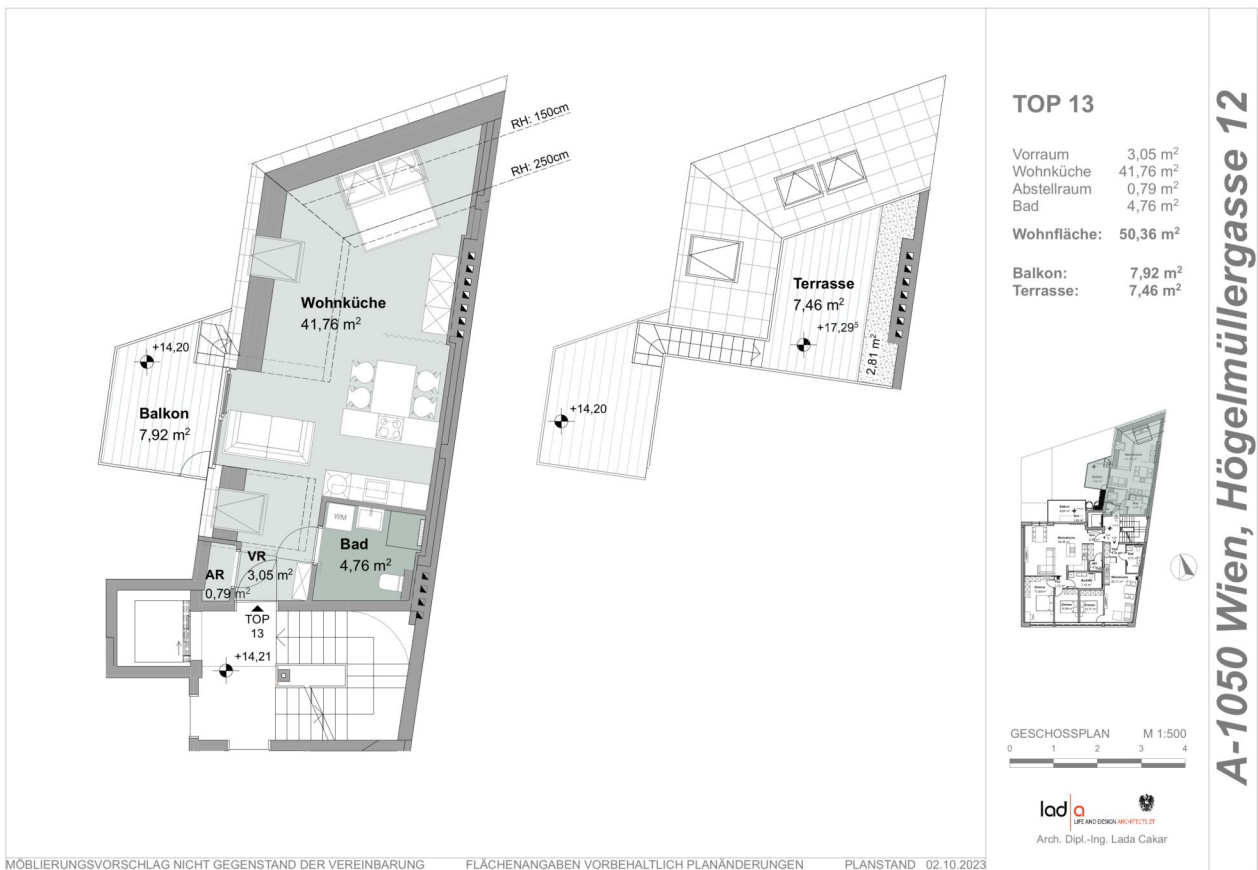 RH: 150cm
RH: 250cm
Wohnküche
41,76 m²
+14,20
Balkon
7,92 m²
WM
Bad
4,76 m²
VR
3,05 m²
AR
0,79 m²
TOP
13
+14,21
Terrasse
7,46 m²
+17,29⁵
2,81 m²
+14,20
TOP 13
Vorraum 3,05 m²
Wohnküche 41,76 m²
Abstellraum 0,79 m²
Bad 4,76 m²
Wohnfläche: 50,36 m²
Balkon: 7,92 m²
Terrasse: 7,46 m²
GESCHOSSPLAN M 1:500
0 1 2 3 4
lad a
LIFE AND DESIGN ARCHITECTS ZT
Arch. Dipl.-Ing. Lada Cakar
A-1050 Wien, Högelmüllergasse 12
MÖBLIERUNGSVORSCHLAG NICHT GEGENSTAND DER VEREINBARUNG FLÄCHENANGABEN VORBEHALTLICH PLANÄNDERUNGEN PLANSTAND 02.10.2023